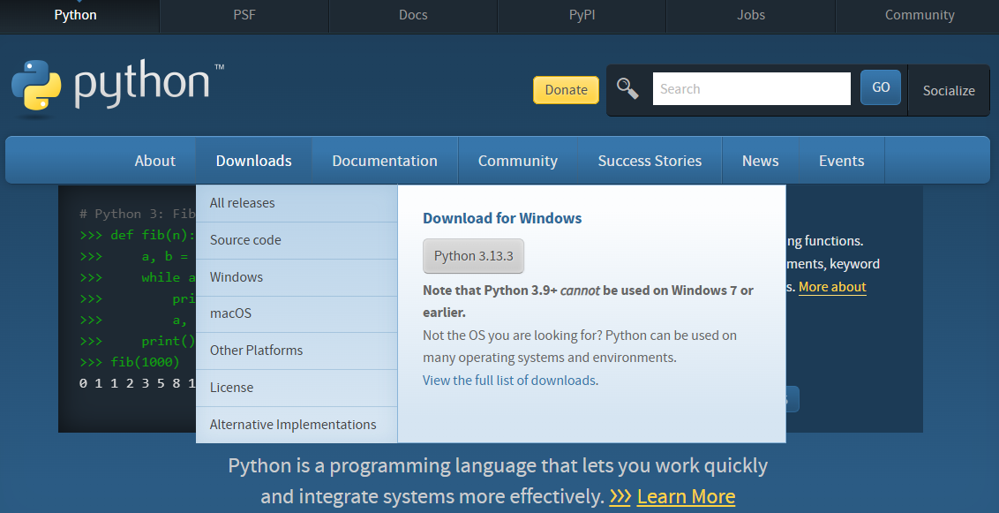 Python PSF Docs PyPI Jobs Community
python™
Donate Search GO Socialize
About Downloads Documentation Community Success Stories News Events
All releases
Source code
Windows
macOS
Other Platforms
License
Alternative Implementations
Download for Windows
Python 3.13.3
Note that Python 3.9+ cannot be used on Windows 7 or
earlier.
Not the OS you are looking for? Python can be used on
many operating systems and environments.
View the full list of downloads.
# Python 3: Fib
>>> def fib(n):
>>> a, b =
>>> while a
>>> pri
>>> a,
>>> print()
>>> fib(1000)
0 1 1 2 3 5 8 1
ng functions.
ments, keyword
s. More about
Python is a programming language that lets you work quickly
and integrate systems more effectively. >>> Learn More